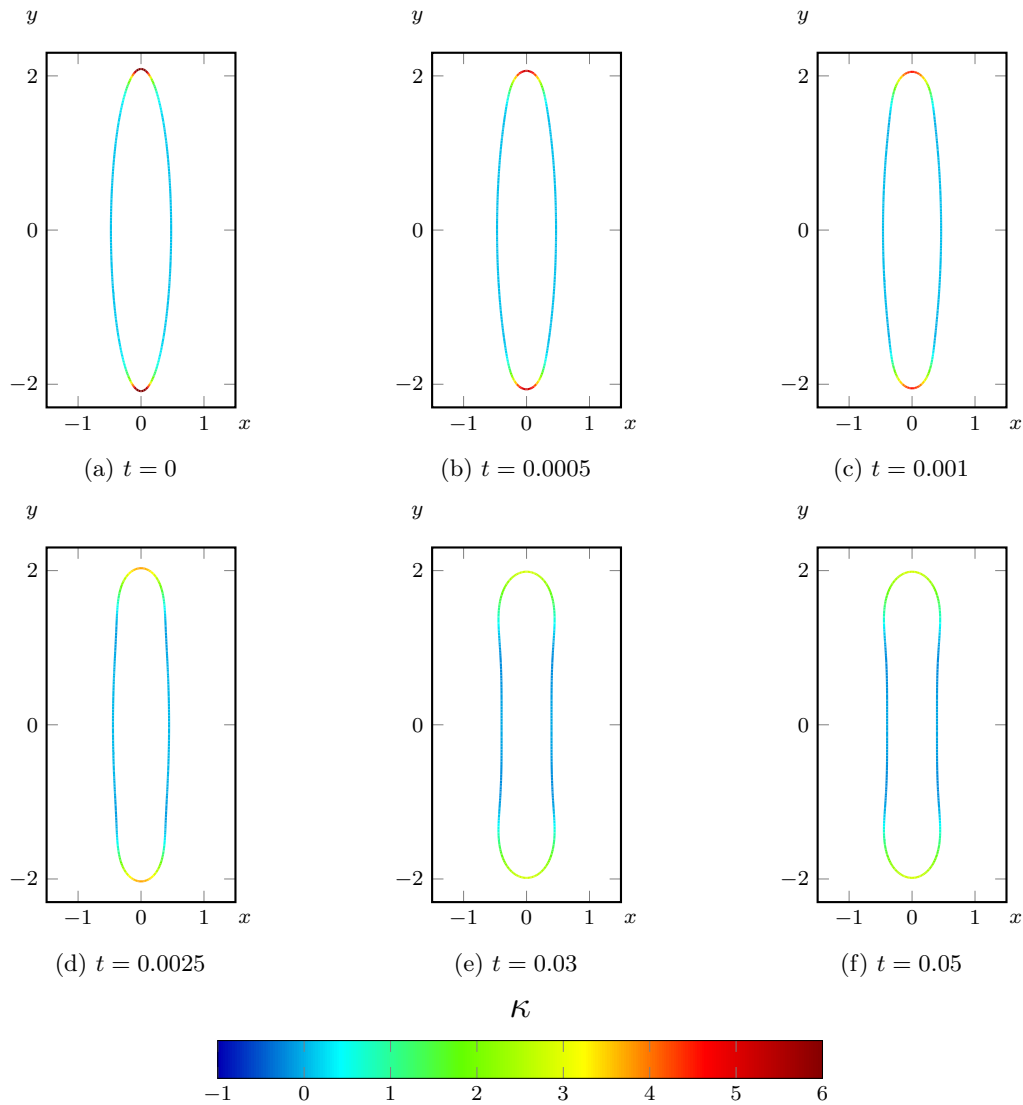 y
y
y
2
0
−2
−1 0 1 x
2
0
−2
−1 0 1 x
2
0
−2
−1 0 1 x
(a) t = 0
(b) t = 0.0005
(c) t = 0.001
y
y
y
2
0
−2
−1 0 1 x
2
0
−2
−1 0 1 x
2
0
−2
−1 0 1 x
(d) t = 0.0025
(e) t = 0.03
(f) t = 0.05
κ
−1 0 1 2 3 4 5 6